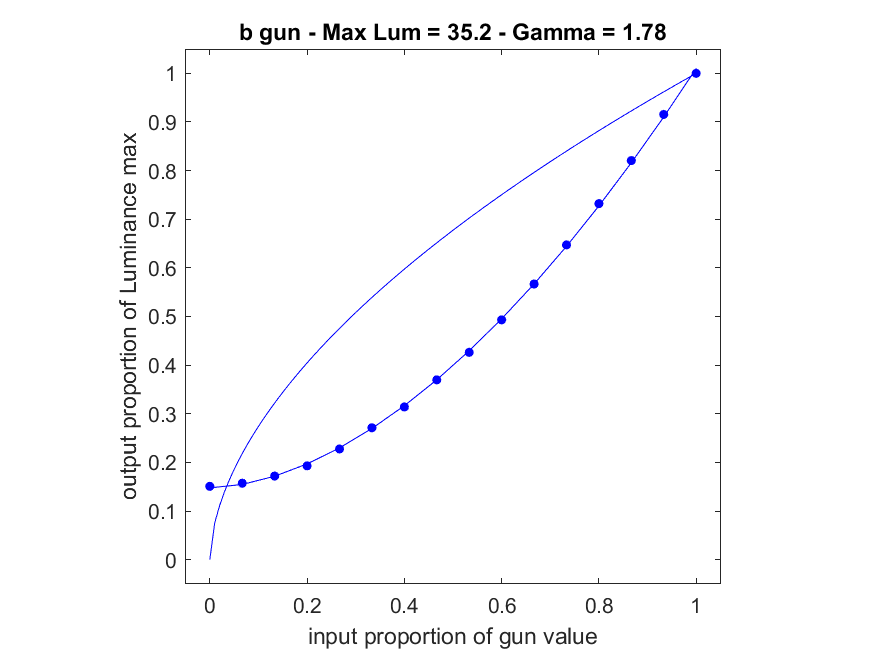 b gun - Max Lum = 35.2 - Gamma = 1.78
output proportion of Luminance max
1
0.9
0.8
0.7
0.6
0.5
0.4
0.3
0.2
0.1
0
0 0.2 0.4 0.6 0.8 1
input proportion of gun value